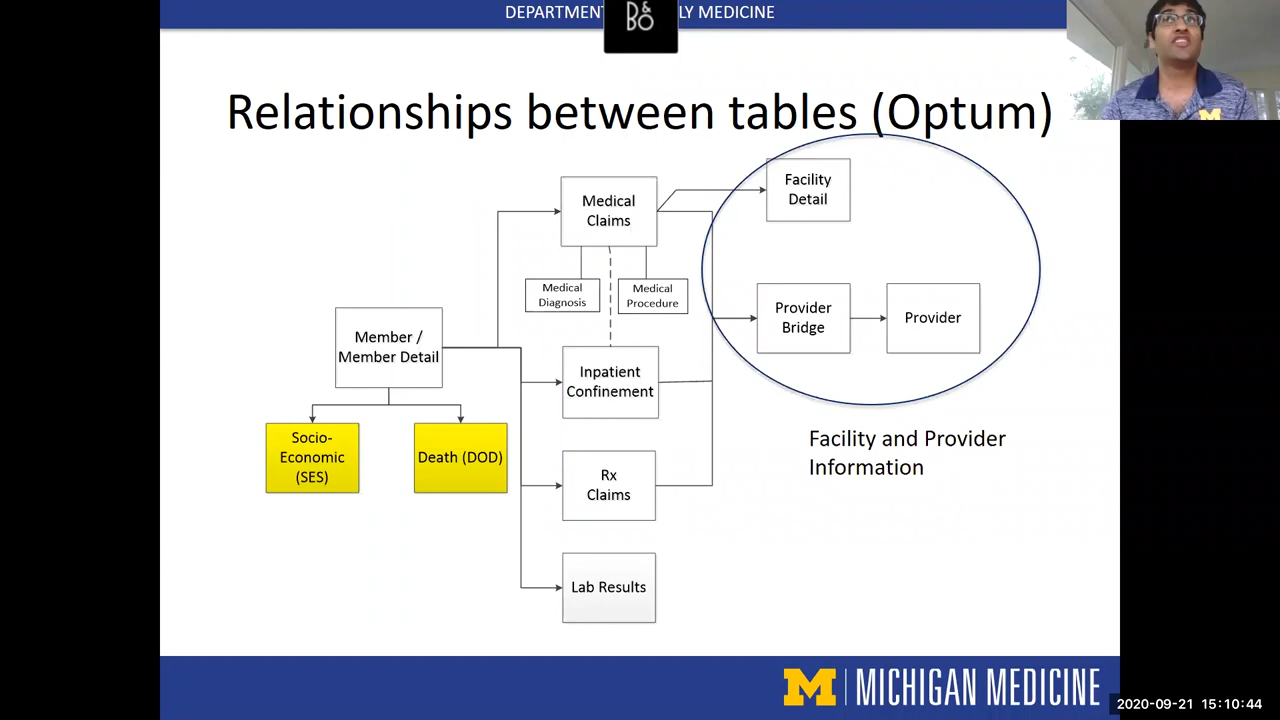 DEPARTMENT LY MEDICINE
D&
BO
Relationships between tables (Optum)
Facility
Detail
Medical
Claims
Medical
Diagnosis
Medical
Procedure
Provider
Bridge
Provider
Member /
Member Detail
Inpatient
Confinement
Socio-
Economic
(SES)
Death (DOD)
Facility and Provider
Information
Rx
Claims
Lab Results
M
M MICHIGAN MEDICINE
2020-09-21 15:10:44